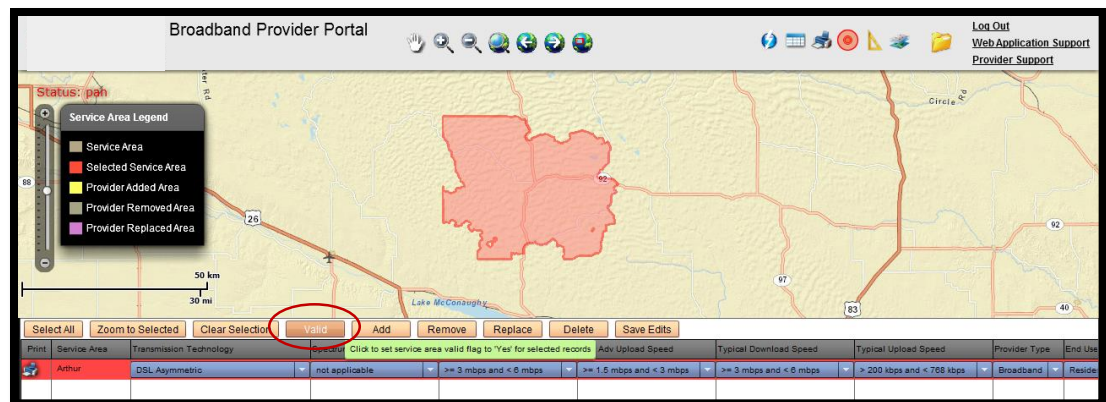 Broadband Provider Portal
Log Out
Web Application Support
Provider Support
Status: pan
Service Area Legend
Service Area
Selected Service Area
Provider Added Area
Provider Removed Area
Provider Replaced Area
88
26
92
Circle Rd
92
97
83
40
50 km
30 mi
Lake McConaughy
Select All Zoom to Selected Clear Selection Valid Add Remove Replace Delete Save Edits
Print Service Area Transmission Technology Click to set service area valid flag to 'Yes' for selected records Adv Upload Speed Typical Download Speed Typical Upload Speed Provider Type End Use
Arthur DSL Asymmetric not applicable >= 3 mbps and < 6 mbps >= 1.5 mbps and < 3 mbps >= 3 mbps and < 6 mbps > 200 kbps and < 768 kbps Broadband Reside